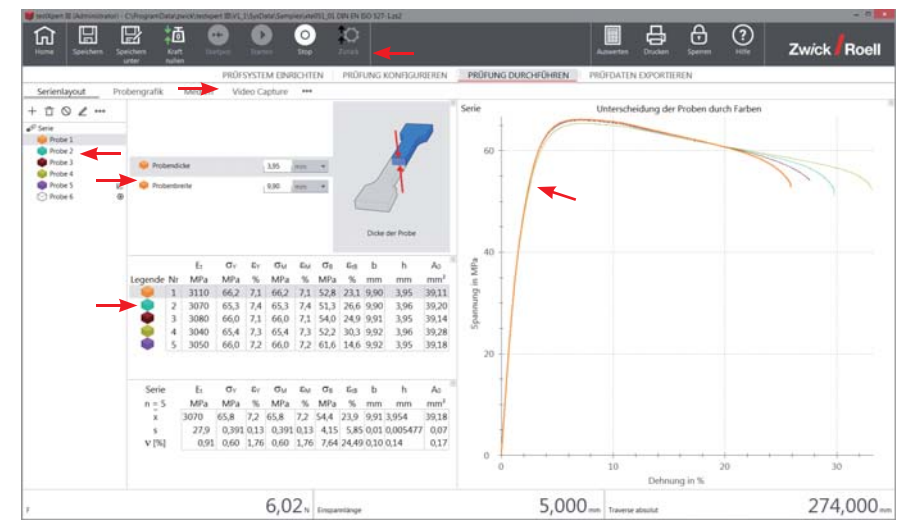 testXpert III (Administrator) - C:\ProgramData\zwick\testXpert III\V1_1\SysData\Samples\
Home Speichern Speichern unter Kraft nullen Starten Stop Zurück Auswerten Drucken Sperren Hilfe Zwick Roell
PRÜFSYSTEM EINRICHTEN PRÜFUNG KONFIGURIEREN PRÜFUNG DURCHFÜHREN PRÜFDATEN EXPORTIEREN
Serienlayout Probengrafik Video Capture •••
Serie
Probe 1
Probe 2
Probe 3
Probe 4
Probe 5
Probe 6
Probendicke 3,95 mm
Probenbreite 9,90 mm
Dicke der Probe
Et σY εY σM εM σB εtB b h A0
Legende Nr MPa MPa % MPa % MPa % mm mm mm²
1 3110 66,2 7,1 66,2 7,1 52,8 23,1 9,90 3,95 39,11
2 3070 65,3 7,4 65,3 7,4 51,3 26,6 9,90 3,96 39,20
3 3080 66,0 7,1 66,0 7,1 54,0 24,9 9,91 3,95 39,14
4 3040 65,4 7,3 65,4 7,3 52,2 30,3 9,92 3,96 39,28
5 3050 66,0 7,2 66,0 7,2 61,6 14,6 9,92 3,95 39,18
Serie Et σY εY σM εM σB εtB b h A0
n = 5 MPa MPa % MPa % MPa % mm mm mm²
x̄ 3070 65,8 7,2 65,8 7,2 54,4 23,9 9,91 3,954 39,18
s 27,9 0,391 0,13 0,391 0,13 4,15 5,85 0,01 0,005477 0,07
ν [%] 0,91 0,60 1,76 0,60 1,76 7,64 24,49 0,10 0,14 0,17
Serie Unterscheidung der Proben durch Farben
Spannung in MPa
60
40
20
0
0 10 20 30
Dehnung in %
F 6,02 N Einspannlänge 5,000 mm Traverse absolut 274,000 mm